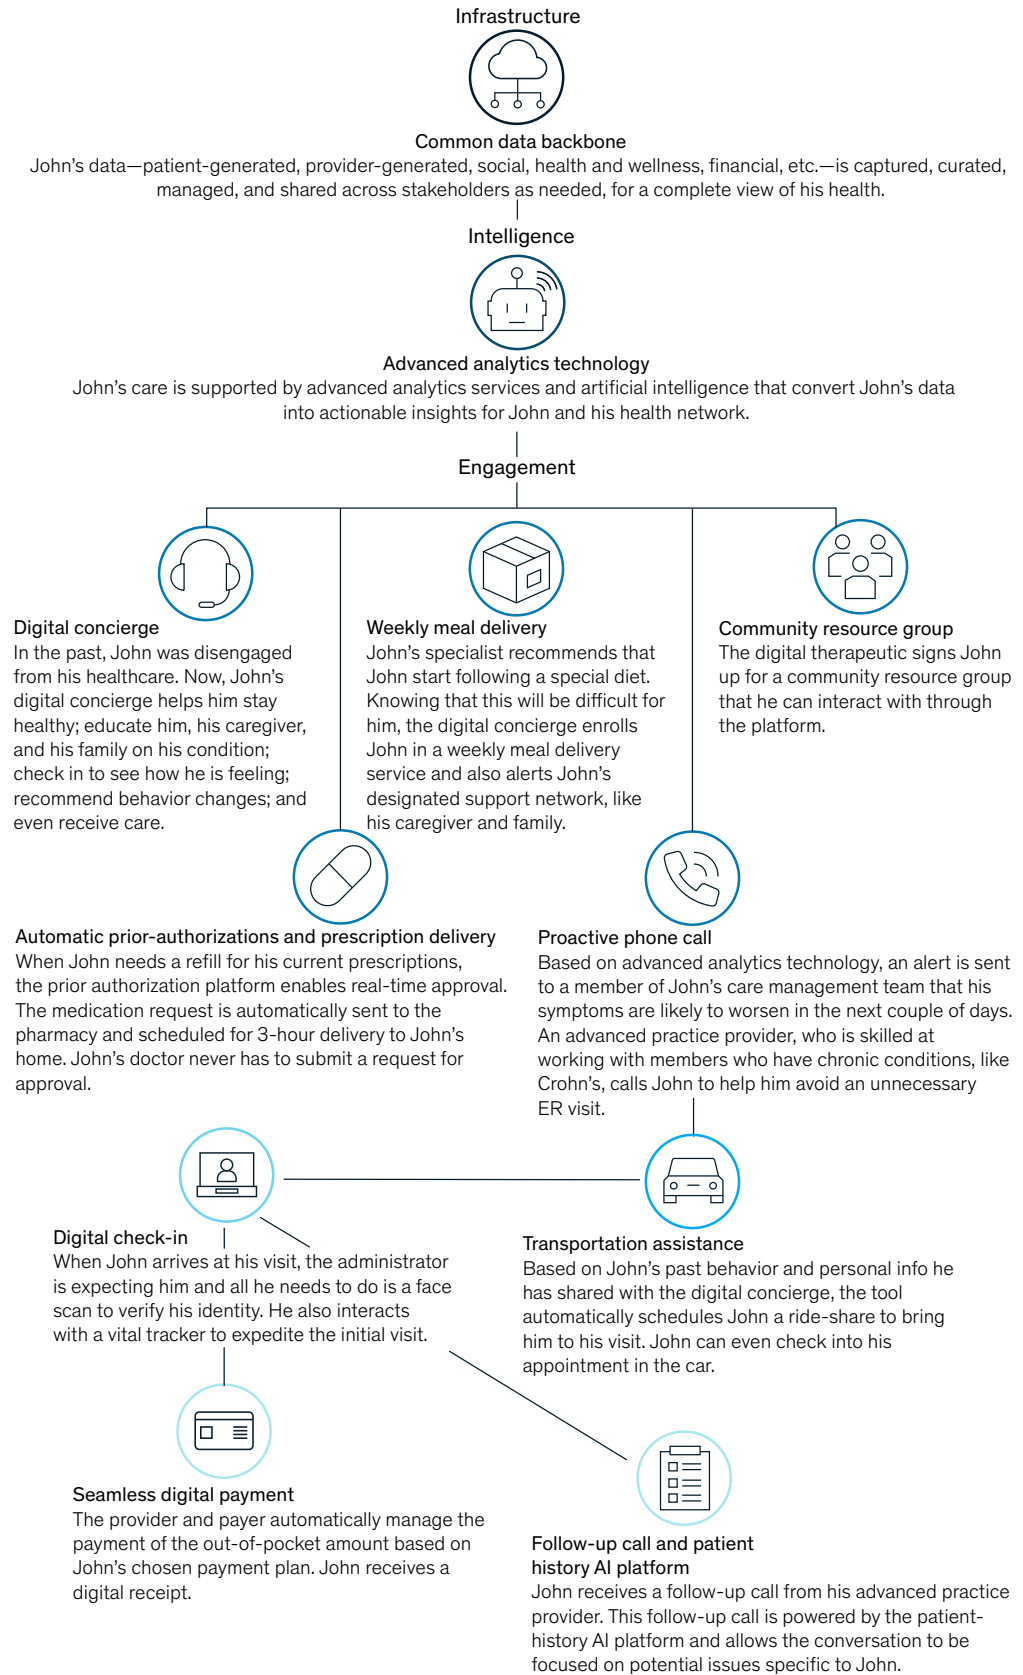 Infrastructure
Common data backbone
John’s data—patient-generated, provider-generated, social, health and wellness, financial, etc.—is captured, curated,
managed, and shared across stakeholders as needed, for a complete view of his health.
Intelligence
Advanced analytics technology
John’s care is supported by advanced analytics services and artificial intelligence that convert John’s data
into actionable insights for John and his health network.
Engagement
Digital concierge
In the past, John was disengaged
from his healthcare. Now, John’s
digital concierge helps him stay
healthy; educate him, his caregiver,
and his family on his condition;
check in to see how he is feeling;
recommend behavior changes; and
even receive care.
Weekly meal delivery
John’s specialist recommends that
John start following a special diet.
Knowing that this will be difficult for
him, the digital concierge enrolls
John in a weekly meal delivery
service and also alerts John’s
designated support network, like
his caregiver and family.
Community resource group
The digital therapeutic signs John
up for a community resource group
that he can interact with through
the platform.
Automatic prior-authorizations and prescription delivery
When John needs a refill for his current prescriptions,
the prior authorization platform enables real-time approval.
The medication request is automatically sent to the
pharmacy and scheduled for 3-hour delivery to John’s
home. John’s doctor never has to submit a request for
approval.
Proactive phone call
Based on advanced analytics technology, an alert is sent
to a member of John’s care management team that his
symptoms are likely to worsen in the next couple of days.
An advanced practice provider, who is skilled at
working with members who have chronic conditions, like
Crohn’s, calls John to help him avoid an unnecessary
ER visit.
Digital check-in
When John arrives at his visit, the administrator
is expecting him and all he needs to do is a face
scan to verify his identity. He also interacts
with a vital tracker to expedite the initial visit.
Transportation assistance
Based on John’s past behavior and personal info he
has shared with the digital concierge, the tool
automatically schedules John a ride-share to bring
him to his visit. John can even check into his
appointment in the car.
Seamless digital payment
The provider and payer automatically manage the
payment of the out-of-pocket amount based on
John’s chosen payment plan. John receives a
digital receipt.
Follow-up call and patient
history AI platform
John receives a follow-up call from his advanced practice
provider. This follow-up call is powered by the patient-
history AI platform and allows the conversation to be
focused on potential issues specific to John.